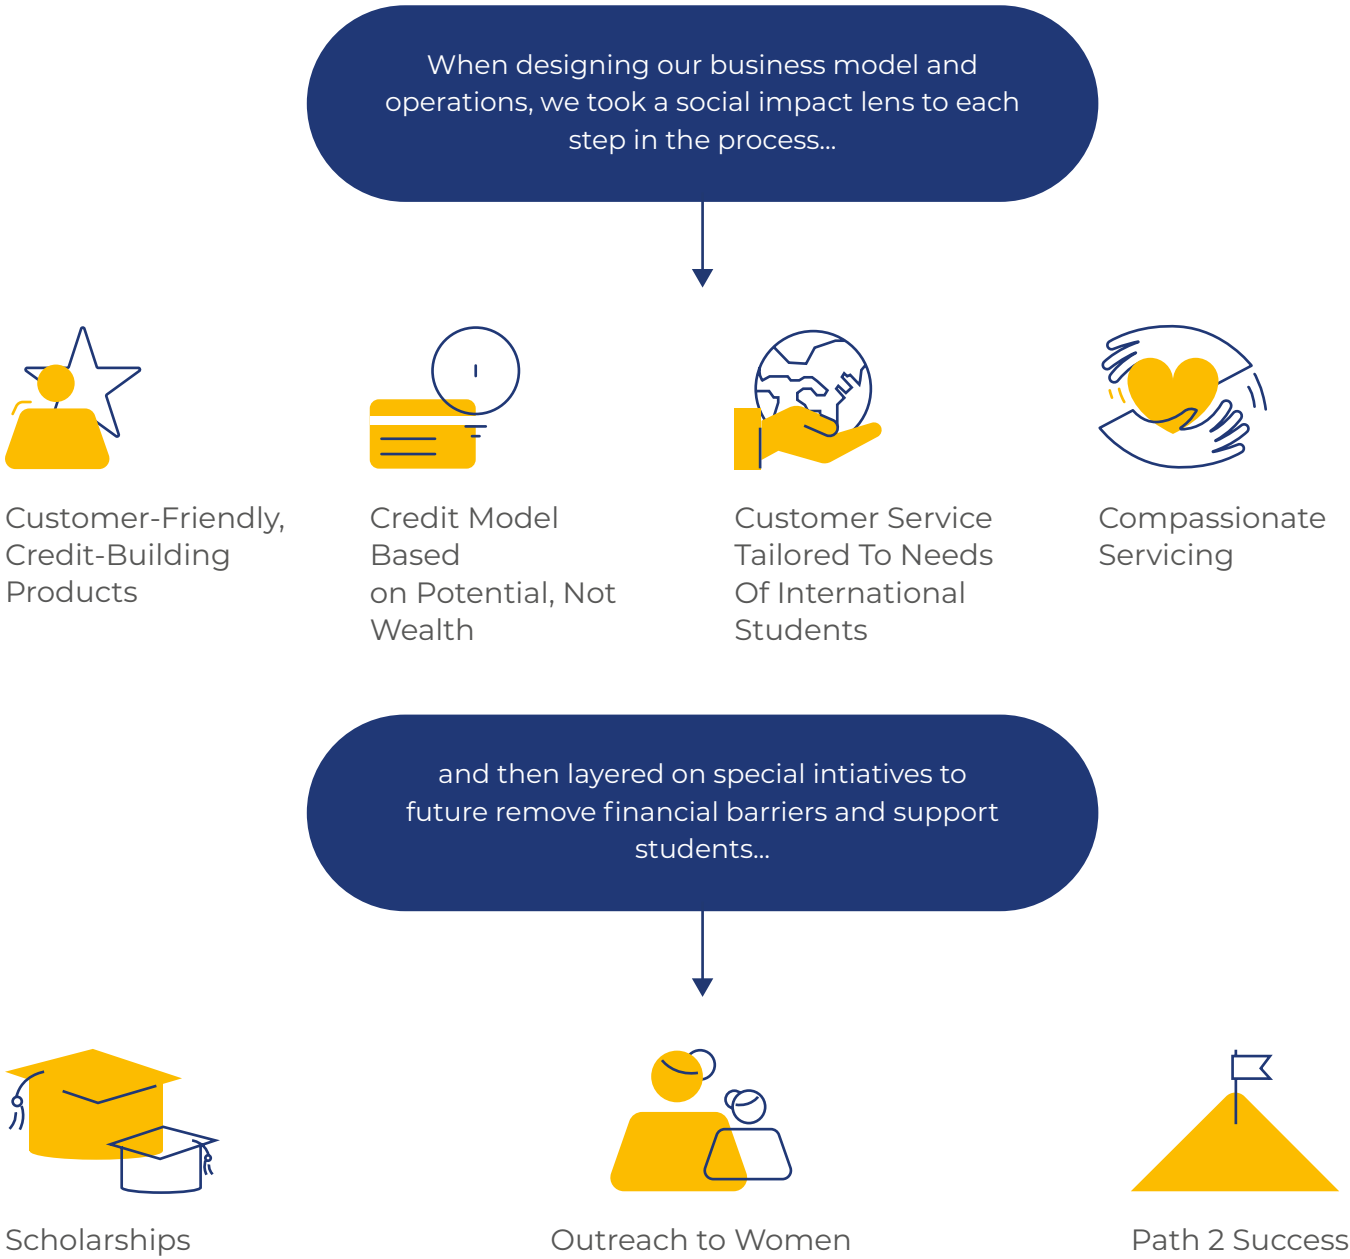 When designing our business model and
operations, we took a social impact lens to each
step in the process...
Customer-Friendly,
Credit-Building
Products
Credit Model
Based
on Potential, Not
Wealth
Customer Service
Tailored To Needs
Of International
Students
Compassionate
Servicing
and then layered on special intiatives to
future remove financial barriers and support
students...
Scholarships
Outreach to Women
Path 2 Success